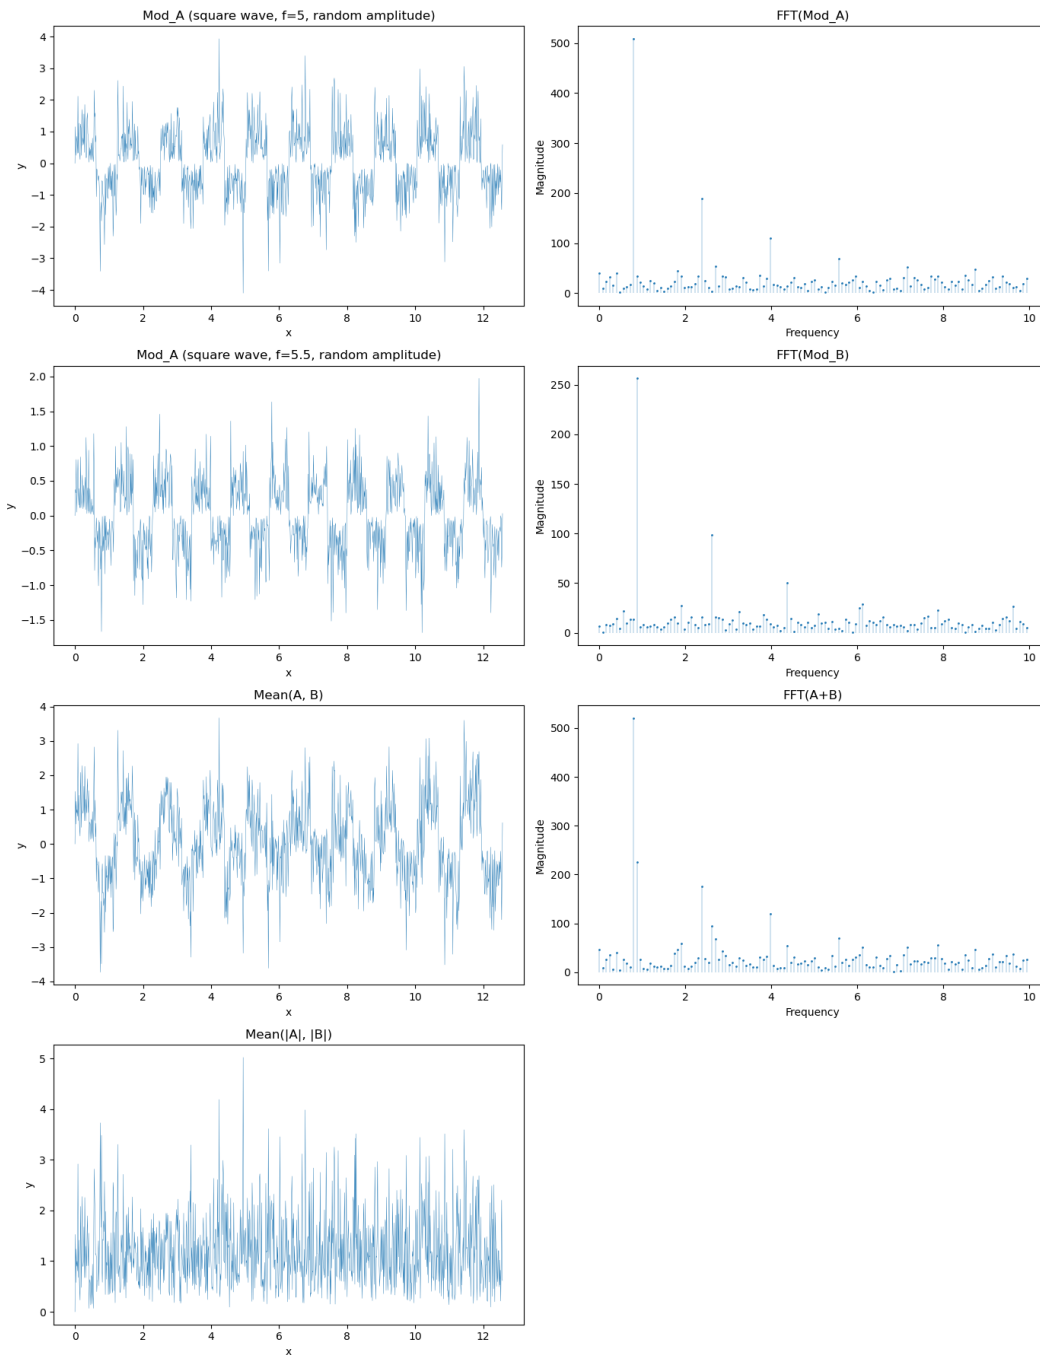 Mod_A (square wave, f=5, random amplitude)
4
3
2
1
0
−1
−2
−3
−4
y
0 2 4 6 8 10 12
x
FFT(Mod_A)
500
400
300
200
100
0
Magnitude
0 2 4 6 8 10
Frequency
Mod_A (square wave, f=5.5, random amplitude)
2.0
1.5
1.0
0.5
0.0
−0.5
−1.0
−1.5
y
0 2 4 6 8 10 12
x
FFT(Mod_B)
250
200
150
100
50
0
Magnitude
0 2 4 6 8 10
Frequency
Mean(A, B)
4
3
2
1
0
−1
−2
−3
−4
y
0 2 4 6 8 10 12
x
FFT(A+B)
500
400
300
200
100
0
Magnitude
0 2 4 6 8 10
Frequency
Mean(|A|, |B|)
5
4
3
2
1
0
y
0 2 4 6 8 10 12
x